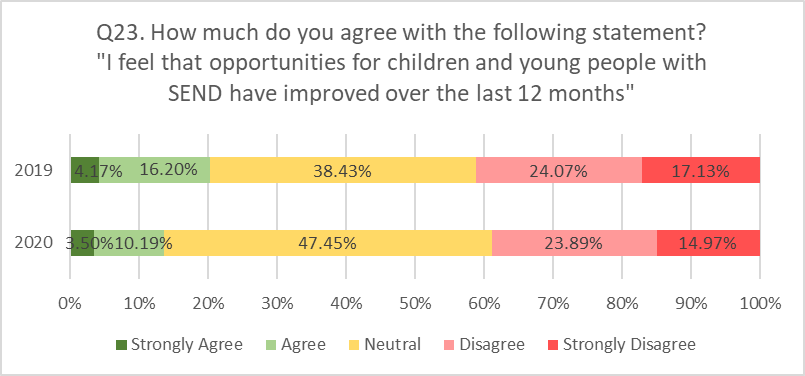 Q23. How much do you agree with the following statement?
"I feel that opportunities for children and young people with
SEND have improved over the last 12 months"
2019 4.17% 16.20% 38.43% 24.07% 17.13%
2020 3.50% 10.19% 47.45% 23.89% 14.97%
0% 10% 20% 30% 40% 50% 60% 70% 80% 90% 100%
Strongly Agree Agree Neutral Disagree Strongly Disagree